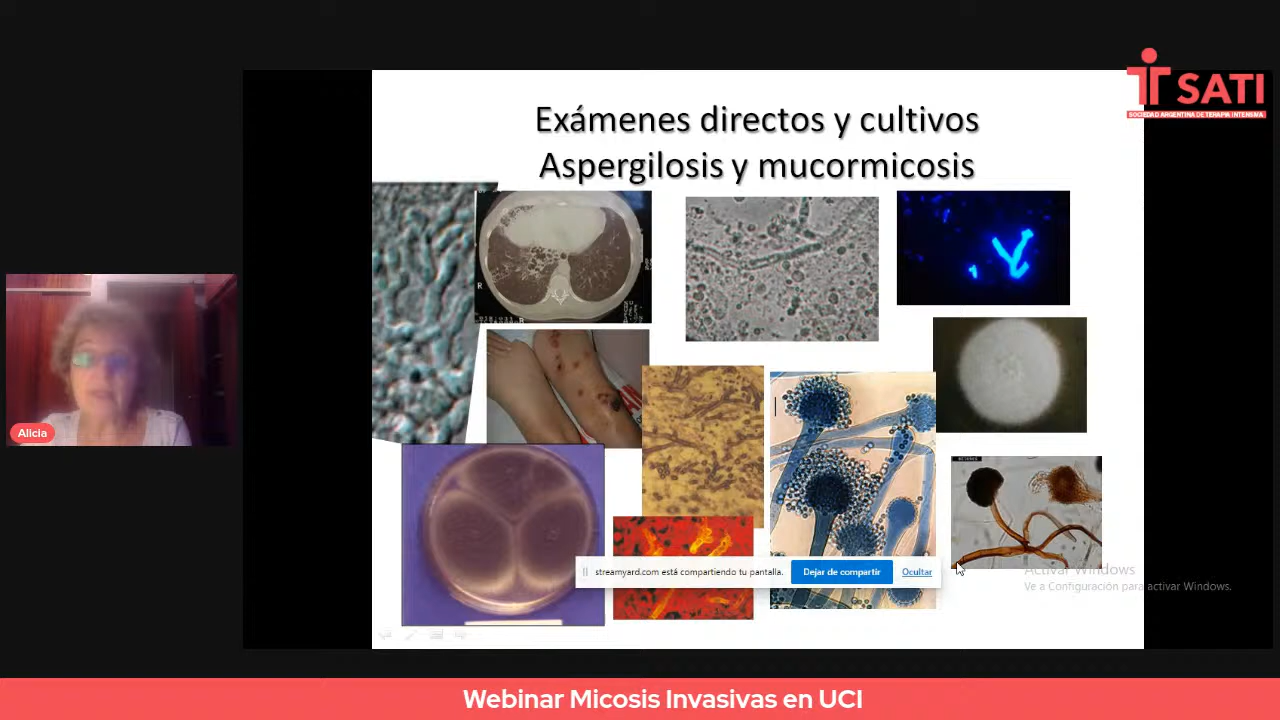 SATI
SOCIEDAD ARGENTINA DE TERAPIA INTENSIVA
Exámenes directos y cultivos
Aspergilosis y mucormicosis
R
R
Alicia
streamyard.com está compartiendo tu pantalla.
Dejar de compartir
Ocultar
Activar Windows
Ve a Configuración para activar Windows.
Webinar Micosis Invasivas en UCI